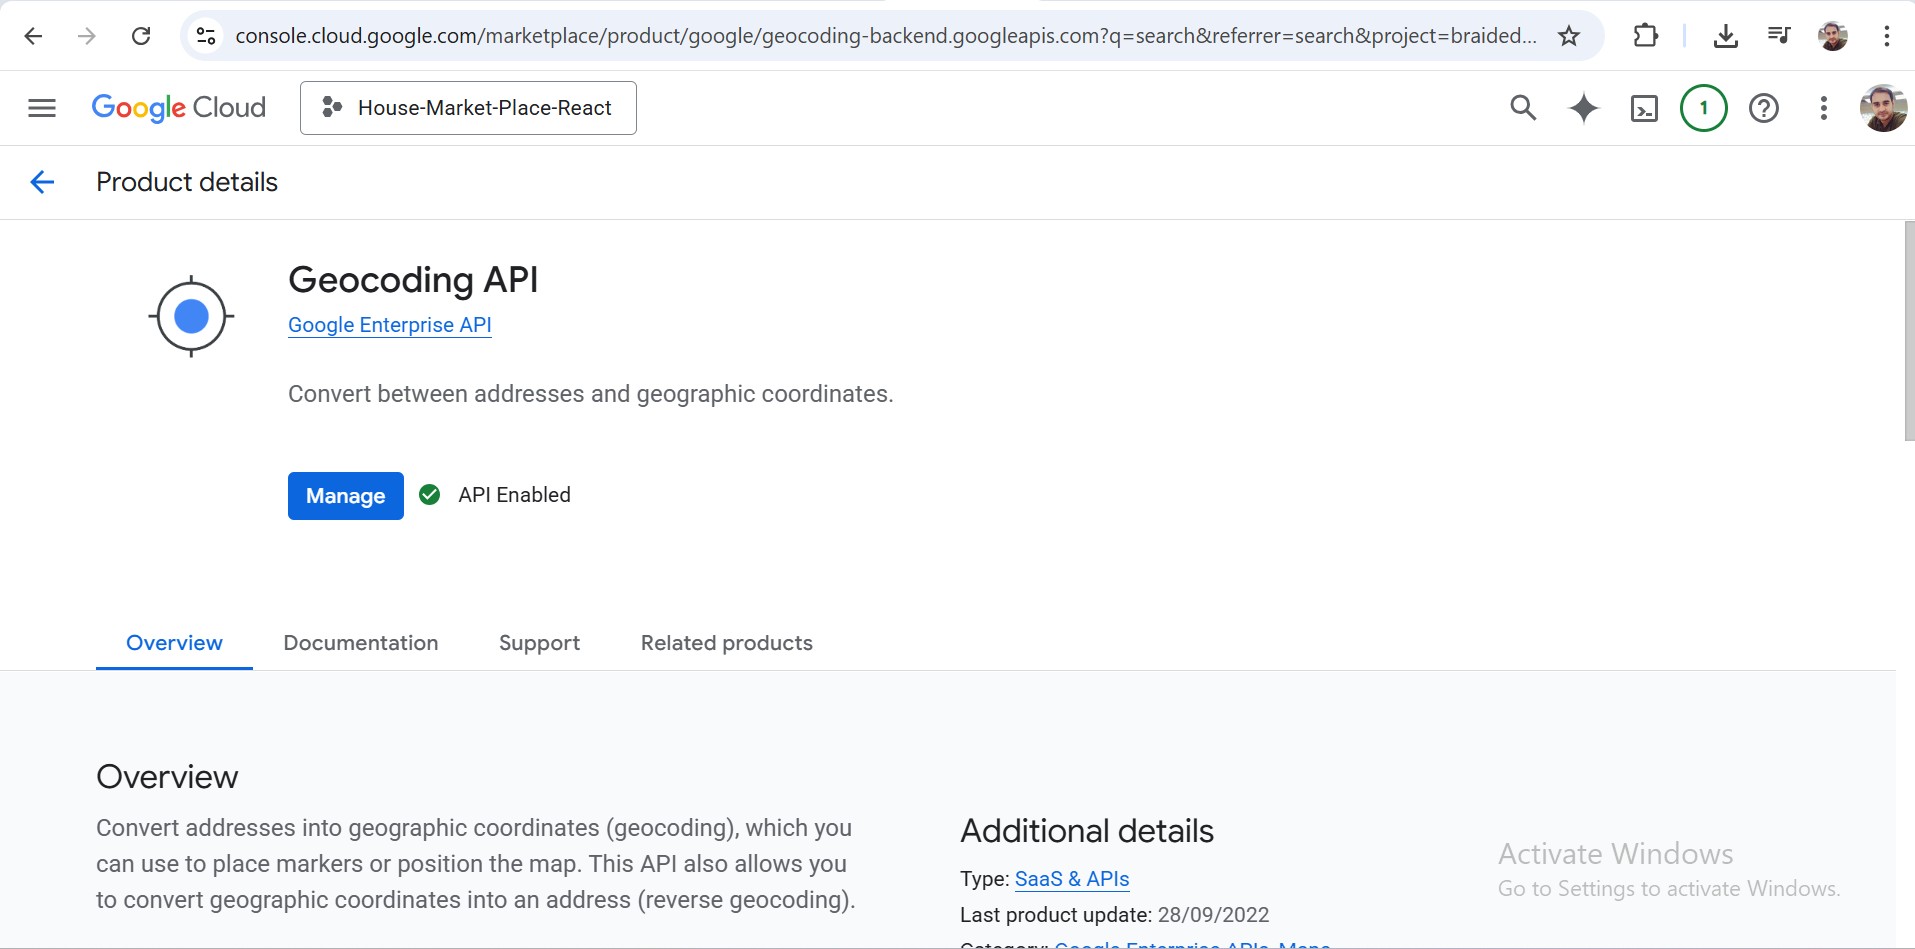 console.cloud.google.com/marketplace/product/google/geocoding-backend.googleapis.com?q=search&referrer=search&project=braided...
Google Cloud
House-Market-Place-React
1
Product details
Geocoding API
Google Enterprise API
Convert between addresses and geographic coordinates.
Manage
API Enabled
Overview
Documentation
Support
Related products
Overview
Convert addresses into geographic coordinates (geocoding), which you
can use to place markers or position the map. This API also allows you
to convert geographic coordinates into an address (reverse geocoding).
Additional details
Type: SaaS & APIs
Last product update: 28/09/2022
Category: Google Enterprise APIs, Maps
Activate Windows
Go to Settings to activate Windows.